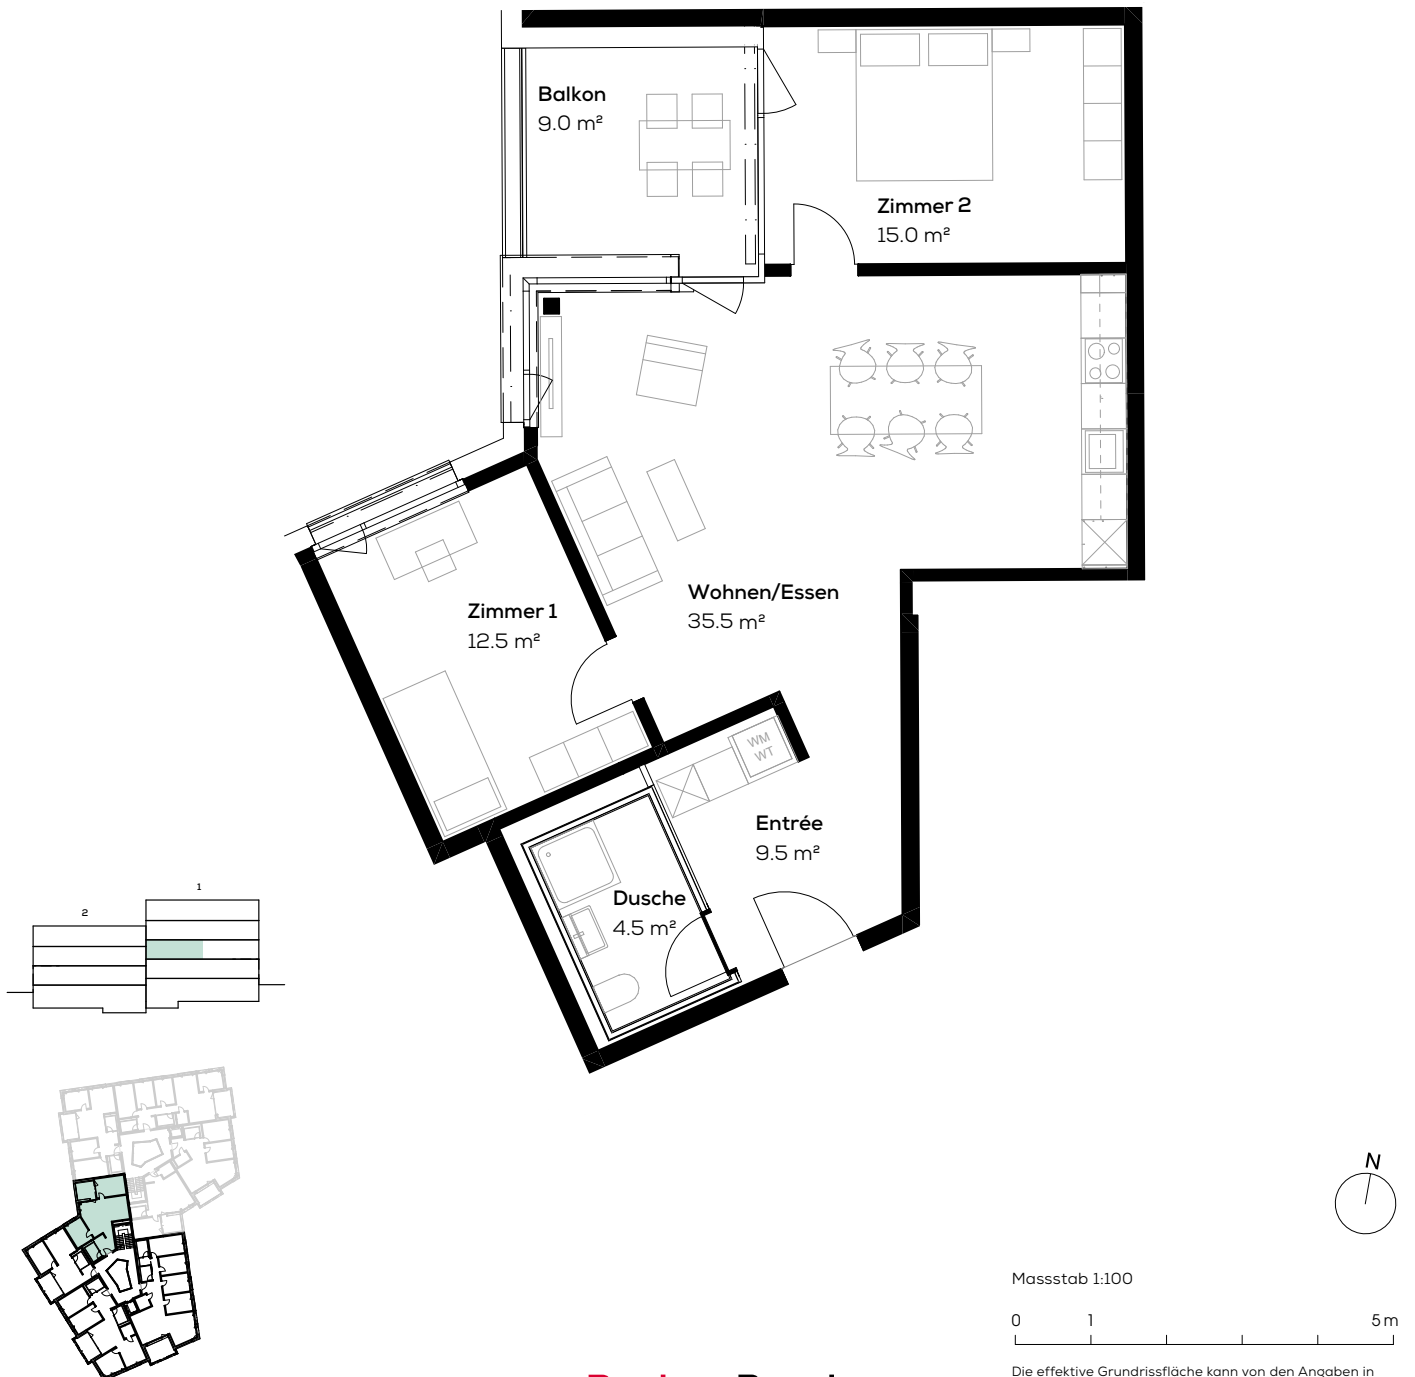 Balkon
9.0 m²
Zimmer 2
15.0 m²
Wohnen/Essen
35.5 m²
Zimmer 1
12.5 m²
WM
WT
Entrée
9.5 m²
Dusche
4.5 m²
1
2
N
Massstab 1:100
0 1 5 m
Die effektive Grundrissfläche kann von den Angaben in